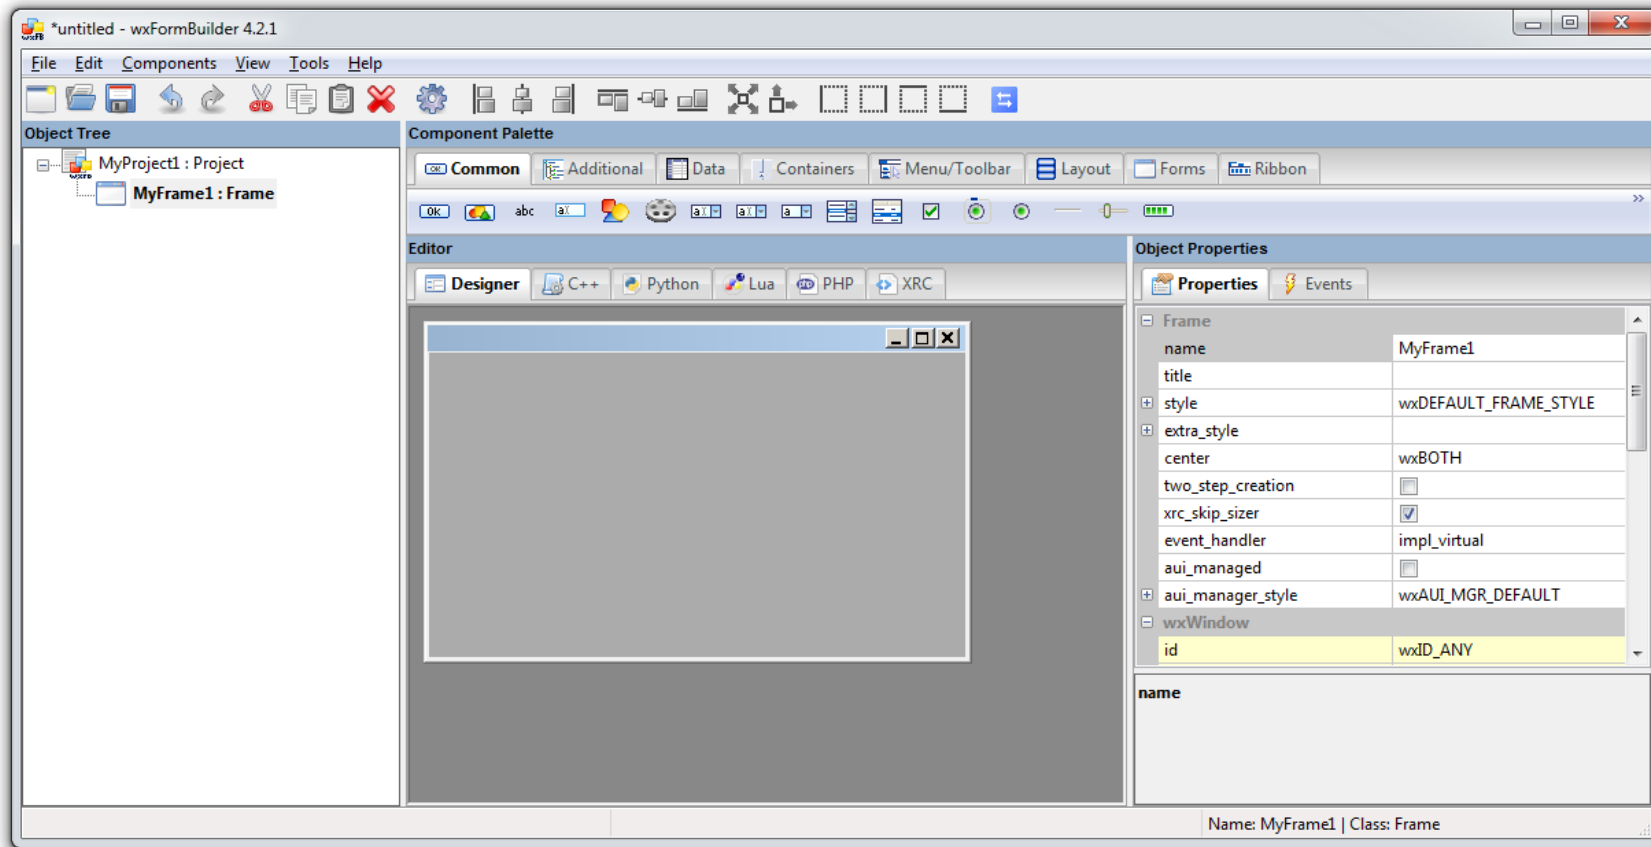 *untitled - wxFormBuilder 4.2.1
File Edit Components View Tools Help
Object Tree
MyProject1 : Project
MyFrame1 : Frame
Component Palette
Common Additional Data Containers Menu/Toolbar Layout Forms Ribbon
OK abc
Editor
Designer C++ Python Lua PHP XRC
Object Properties
Properties Events
Frame
name MyFrame1
title
style wxDEFAULT_FRAME_STYLE
extra_style
center wxBOTH
two_step_creation
xrc_skip_sizer
event_handler impl_virtual
aui_managed
aui_manager_style wxAUI_MGR_DEFAULT
wxWindow
id wxID_ANY
name
Name: MyFrame1 | Class: Frame